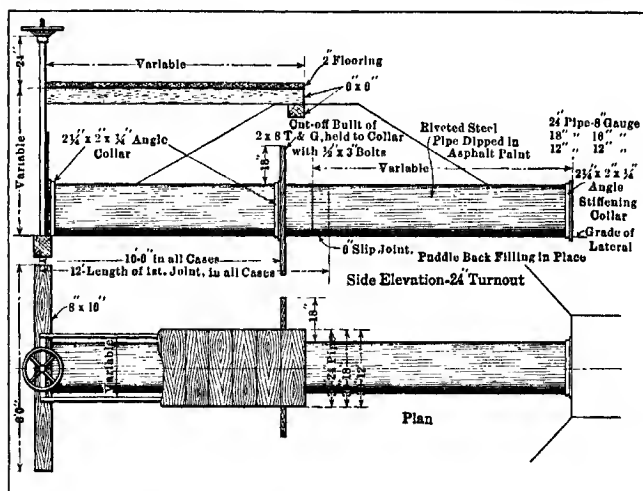 24"
Variable
2" Flooring
6" x 6"
Cut-off Built of
2 x 8 T. & G. held to Collar
with ½" x 3" Bolts
2¼" x 2" x ¼" Angle
Collar
Variable
18"
Riveted Steel
Pipe Dipped in
Asphalt Paint
24" Pipe-8" Gauge
18" " 10" "
12" " 12" "
Variable
2¼" x 2" x ¼"
Angle
Stiffening
Collar
Grade of
Lateral
10'-0" in all Cases
6" Slip Joint.
Puddle Back Filling in Place
12'-Length of 1st. Joint, in all Cases
Side Elevation-24" Turnout
8" x 10"
18"
Variable
24" Pipe
18"
12"
6'0"
Plan